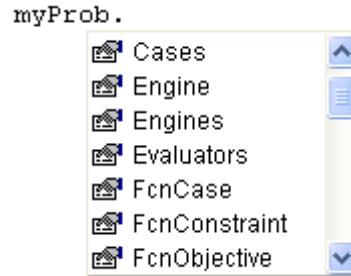 myProb.
Cases
Engine
Engines
Evaluators
FcnCase
FcnConstraint
FcnObjective